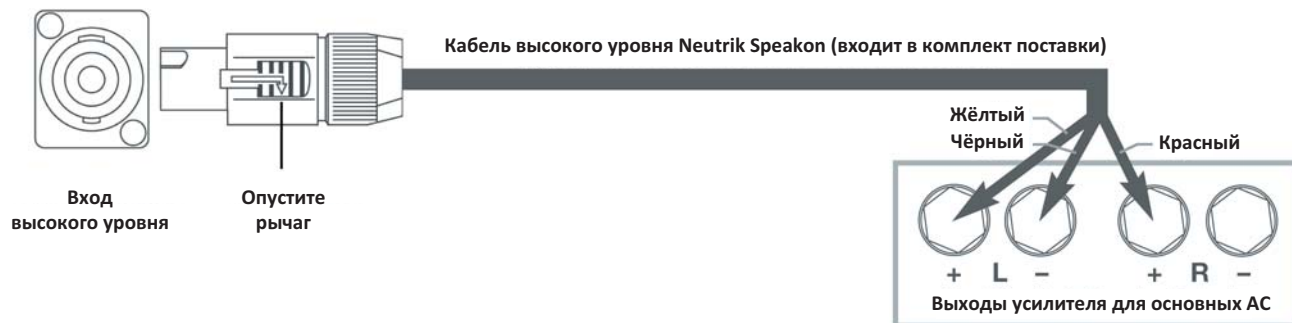 Кабель высокого уровня Neutrik Speakon (входит в комплект поставки)
Жёлтый
Чёрный
Красный
Вход
высокого уровня
Опустите
рычаг
+ L − + R −
Выходы усилителя для основных АС